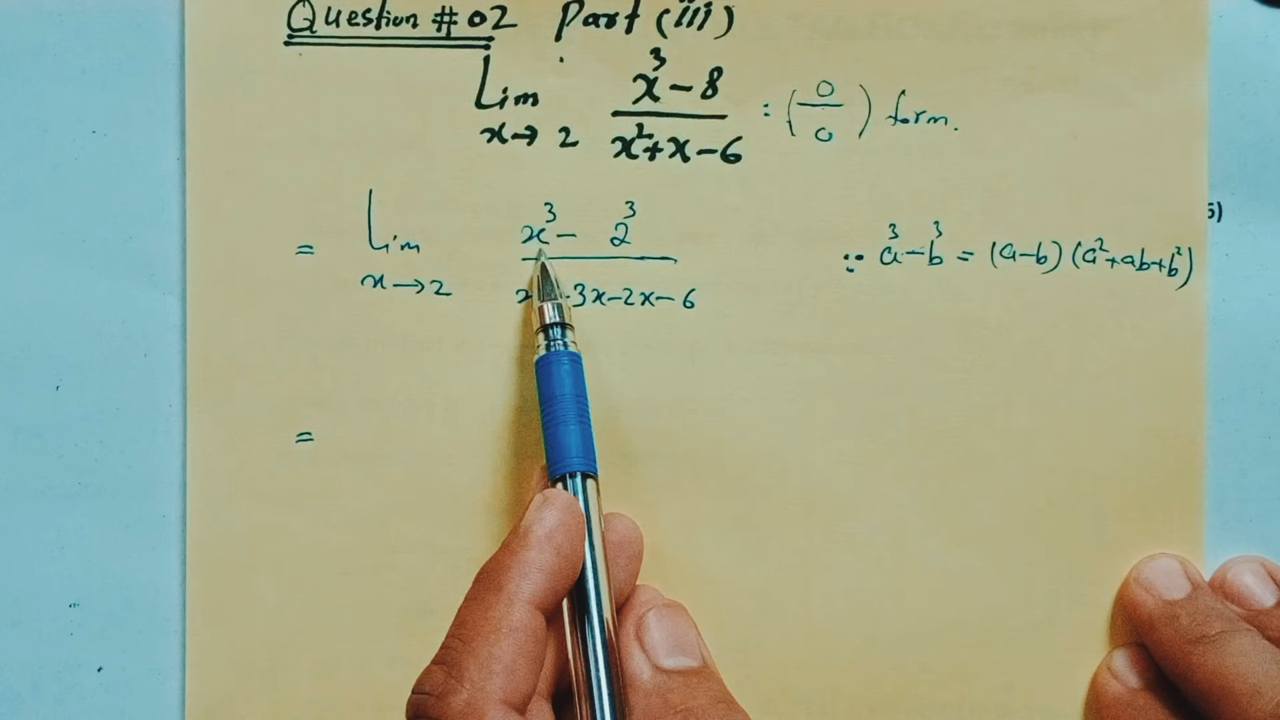 Question # 02 Part (iii)
Lim x→2 x³-8 / x²+x-6 : (0/0) form.
= Lim x→2 x³- 2³ / x 3x-2x-6 ∵ a³-b³ = (a-b)(a²+ab+b²)
=
5)